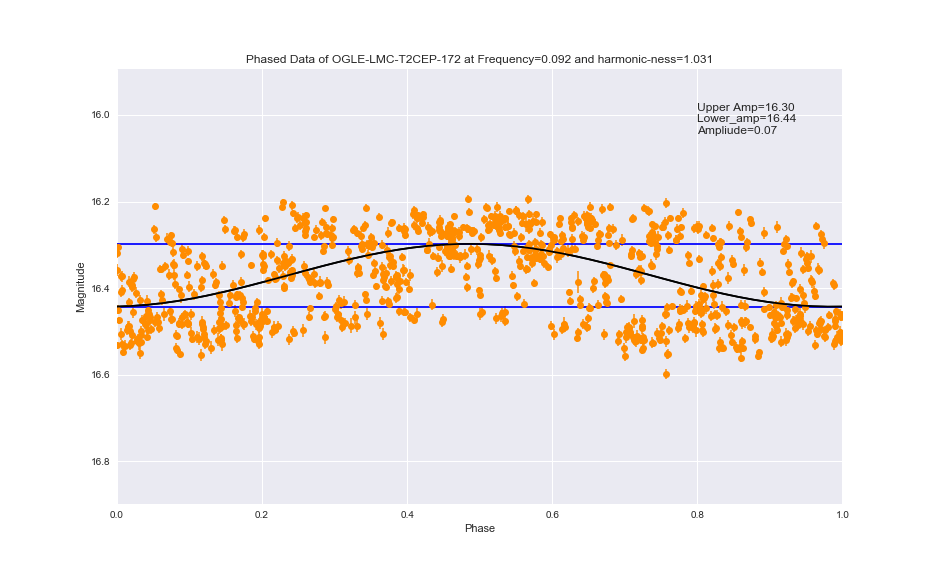 Phased Data of OGLE-LMC-T2CEP-172 at Frequency=0.092 and harmonic-ness=1.031
Upper Amp=16.30
Lower_amp=16.44
Ampliude=0.07
16.0
16.2
16.4
16.6
16.8
Magnitude
0.0
0.2
0.4
0.6
0.8
1.0
Phase